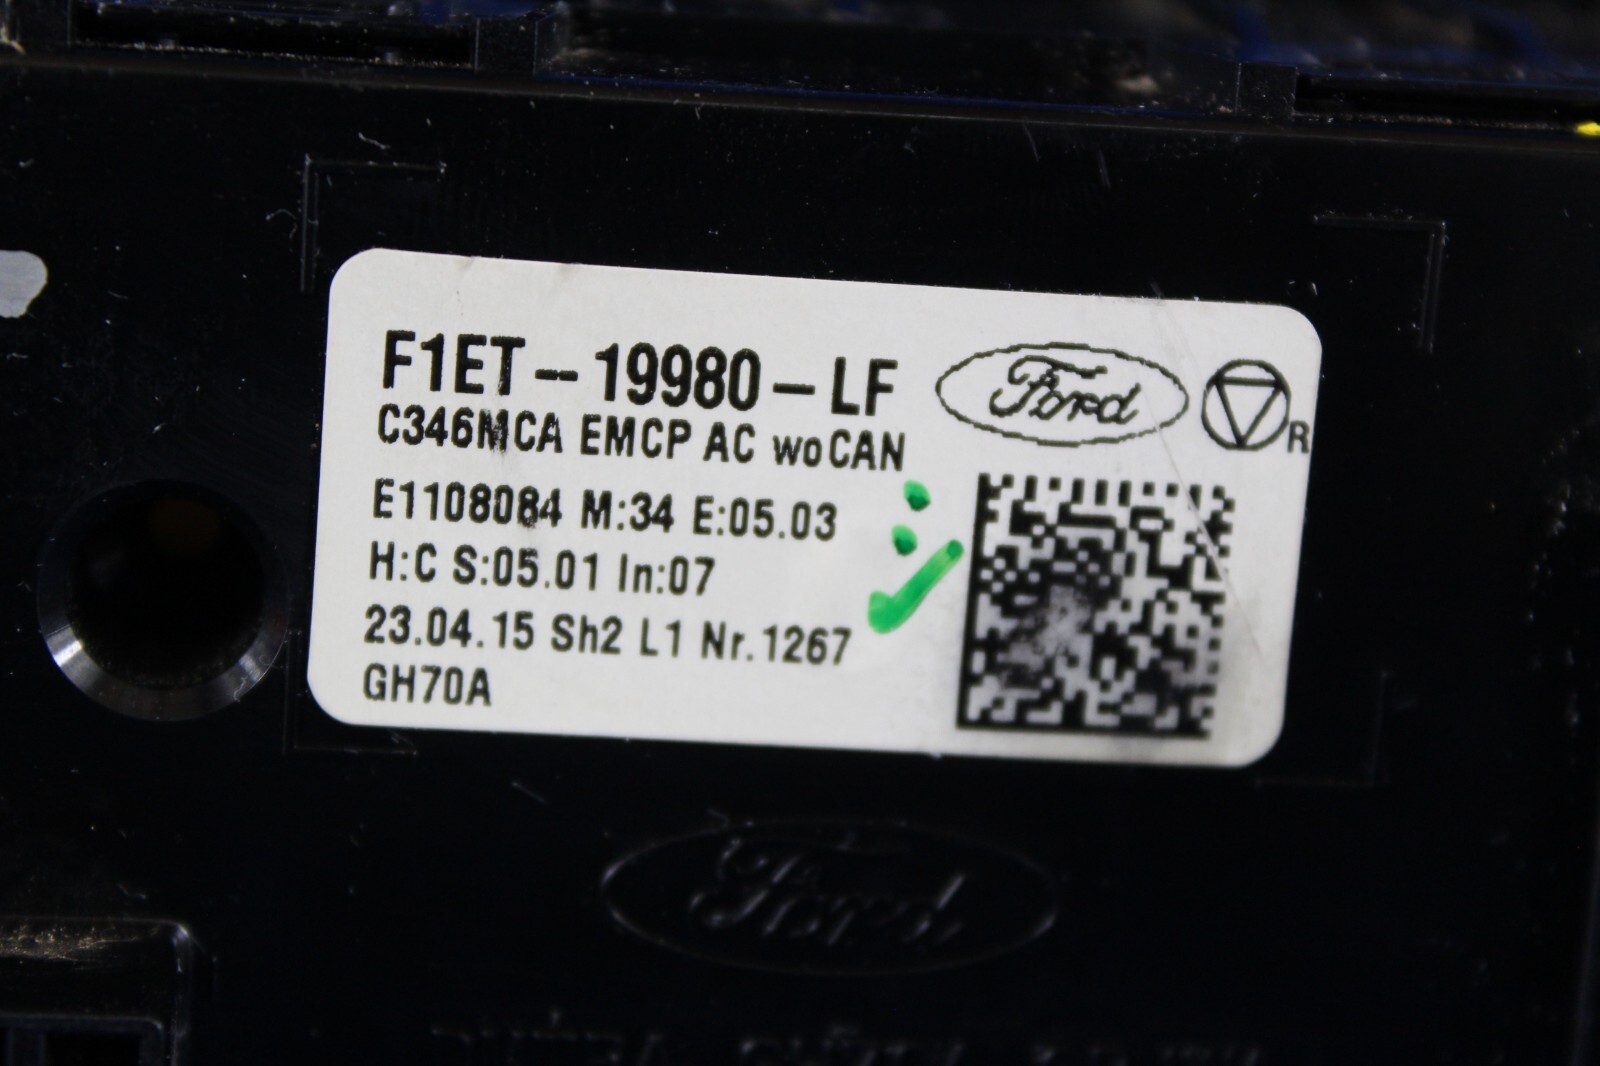 F1ET--19980-LF
Ford
R
C346MCA EMCP AC woCAN
E1108084 M:34 E:05.03
H:C S:05.01 In:07
23.04.15 Sh2 L1 Nr.1267
GH70A
Ford